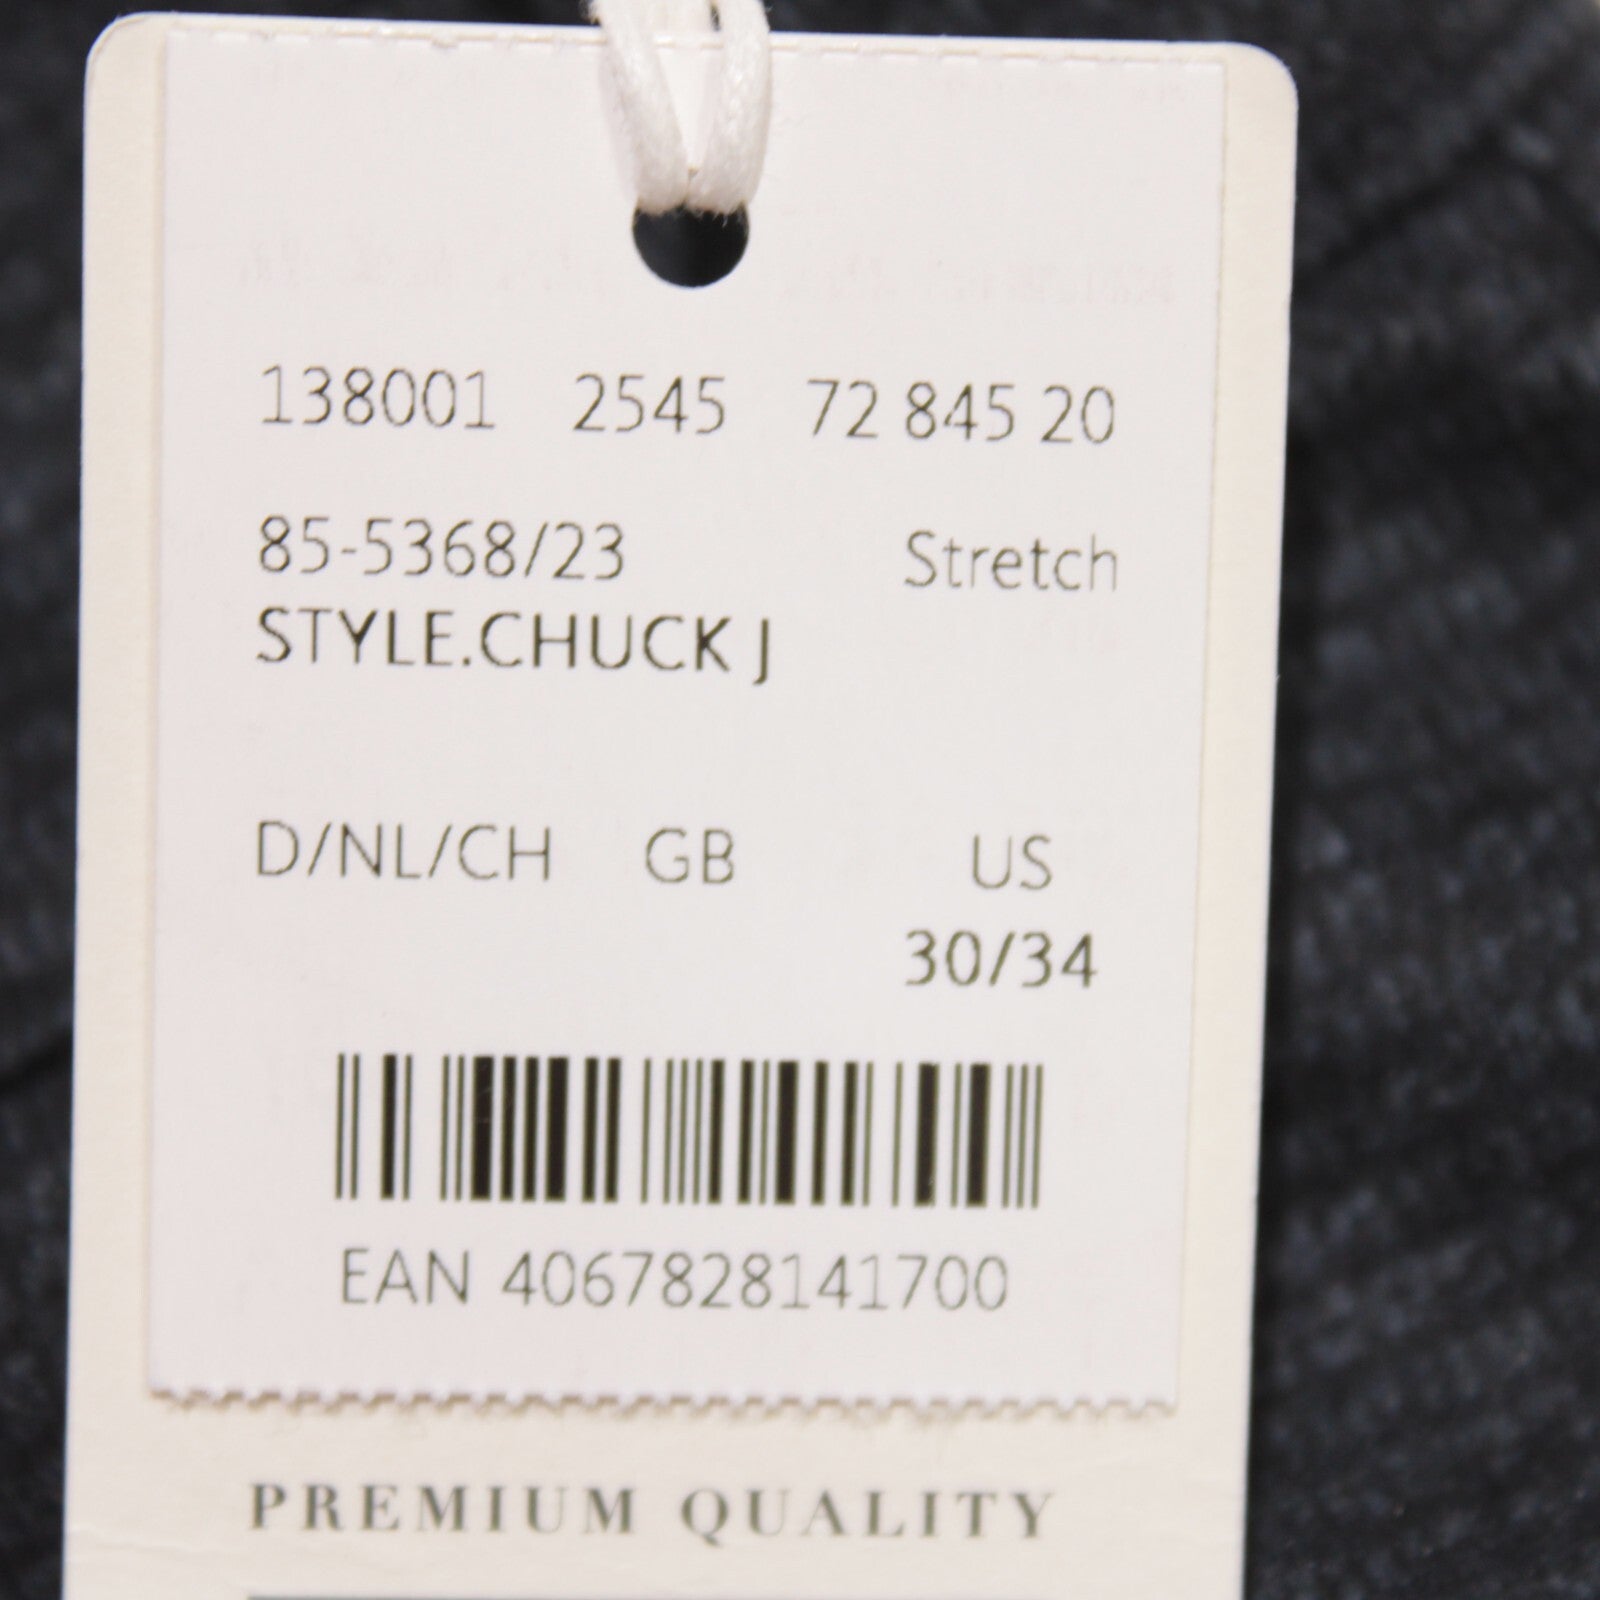 138001 2545 72 845 20
85-5368/23 Stretch
STYLE.CHUCK J
D/NL/CH GB US
30/34
EAN 4067828141700
PREMIUM QUALITY